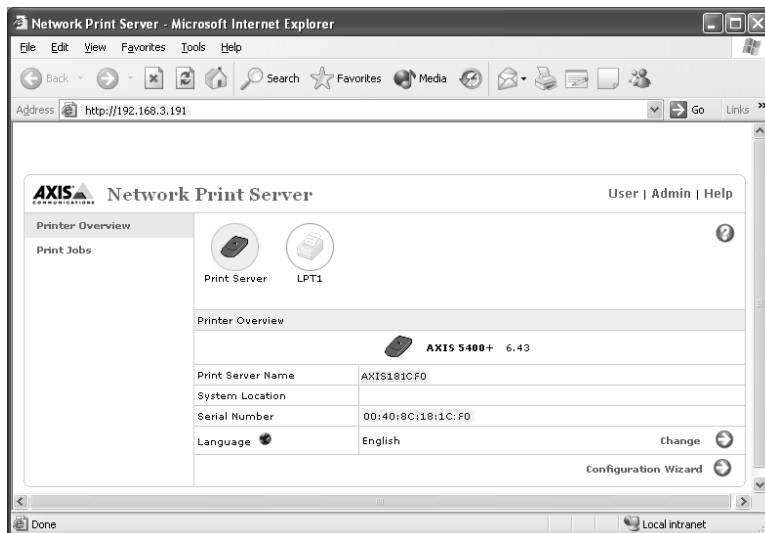 Network Print Server - Microsoft Internet Explorer
File Edit View Favorites Tools Help
Back Search Favorites Media
Address http://192.168.3.191 Go Links »
AXIS COMMUNICATIONS Network Print Server User | Admin | Help
Printer Overview
Print Jobs
Print Server LPT1
Printer Overview
AXIS 5400+ 6.43
Print Server Name AXIS181CF0
System Location
Serial Number 00:40:8C:18:1C:F0
Language English Change
Configuration Wizard
Done Local intranet